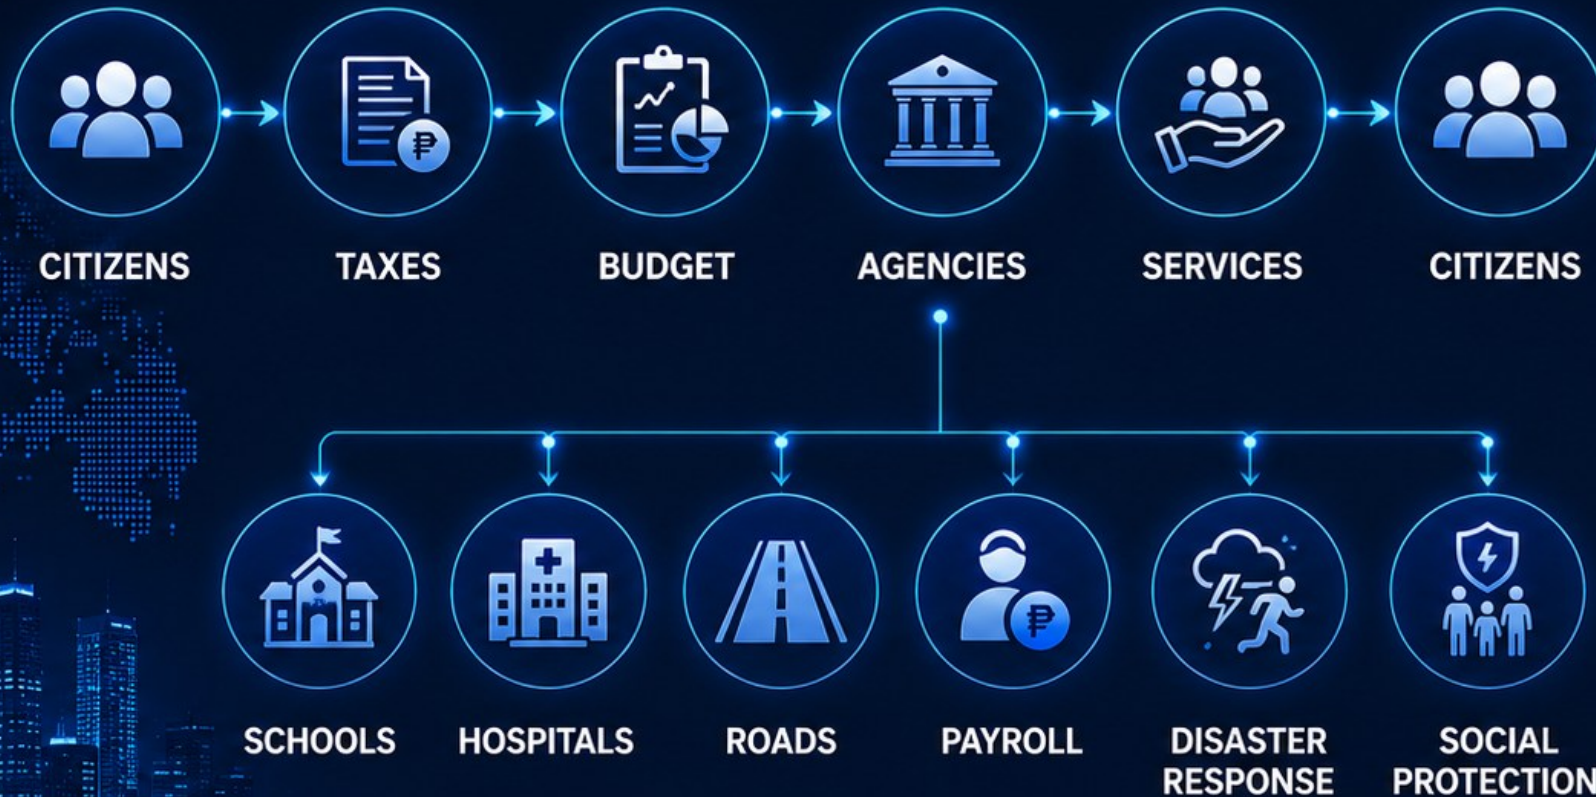 CITIZENS
TAXES
BUDGET
AGENCIES
SERVICES
CITIZENS
SCHOOLS
HOSPITALS
ROADS
PAYROLL
DISASTER
RESPONSE
SOCIAL
PROTECTION